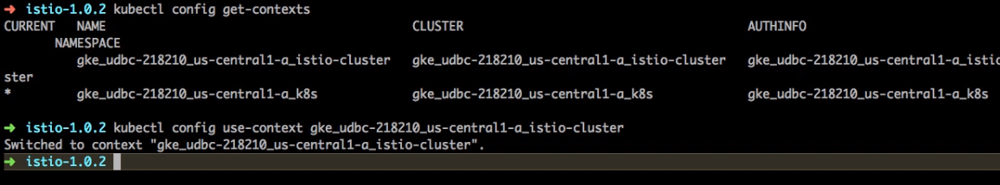 ➜ istio-1.0.2 kubectl config get-contexts
CURRENT   NAME                                          CLUSTER                                       AUTHINFO
       NAMESPACE
          gke_udbc-218210_us-central1-a_istio-cluster   gke_udbc-218210_us-central1-a_istio-cluster   gke_udbc-218210_us-central1-a_istio-clu
ster
*         gke_udbc-218210_us-central1-a_k8s             gke_udbc-218210_us-central1-a_k8s             gke_udbc-218210_us-central1-a_k8s
➜ istio-1.0.2 kubectl config use-context gke_udbc-218210_us-central1-a_istio-cluster
Switched to context "gke_udbc-218210_us-central1-a_istio-cluster".
➜ istio-1.0.2